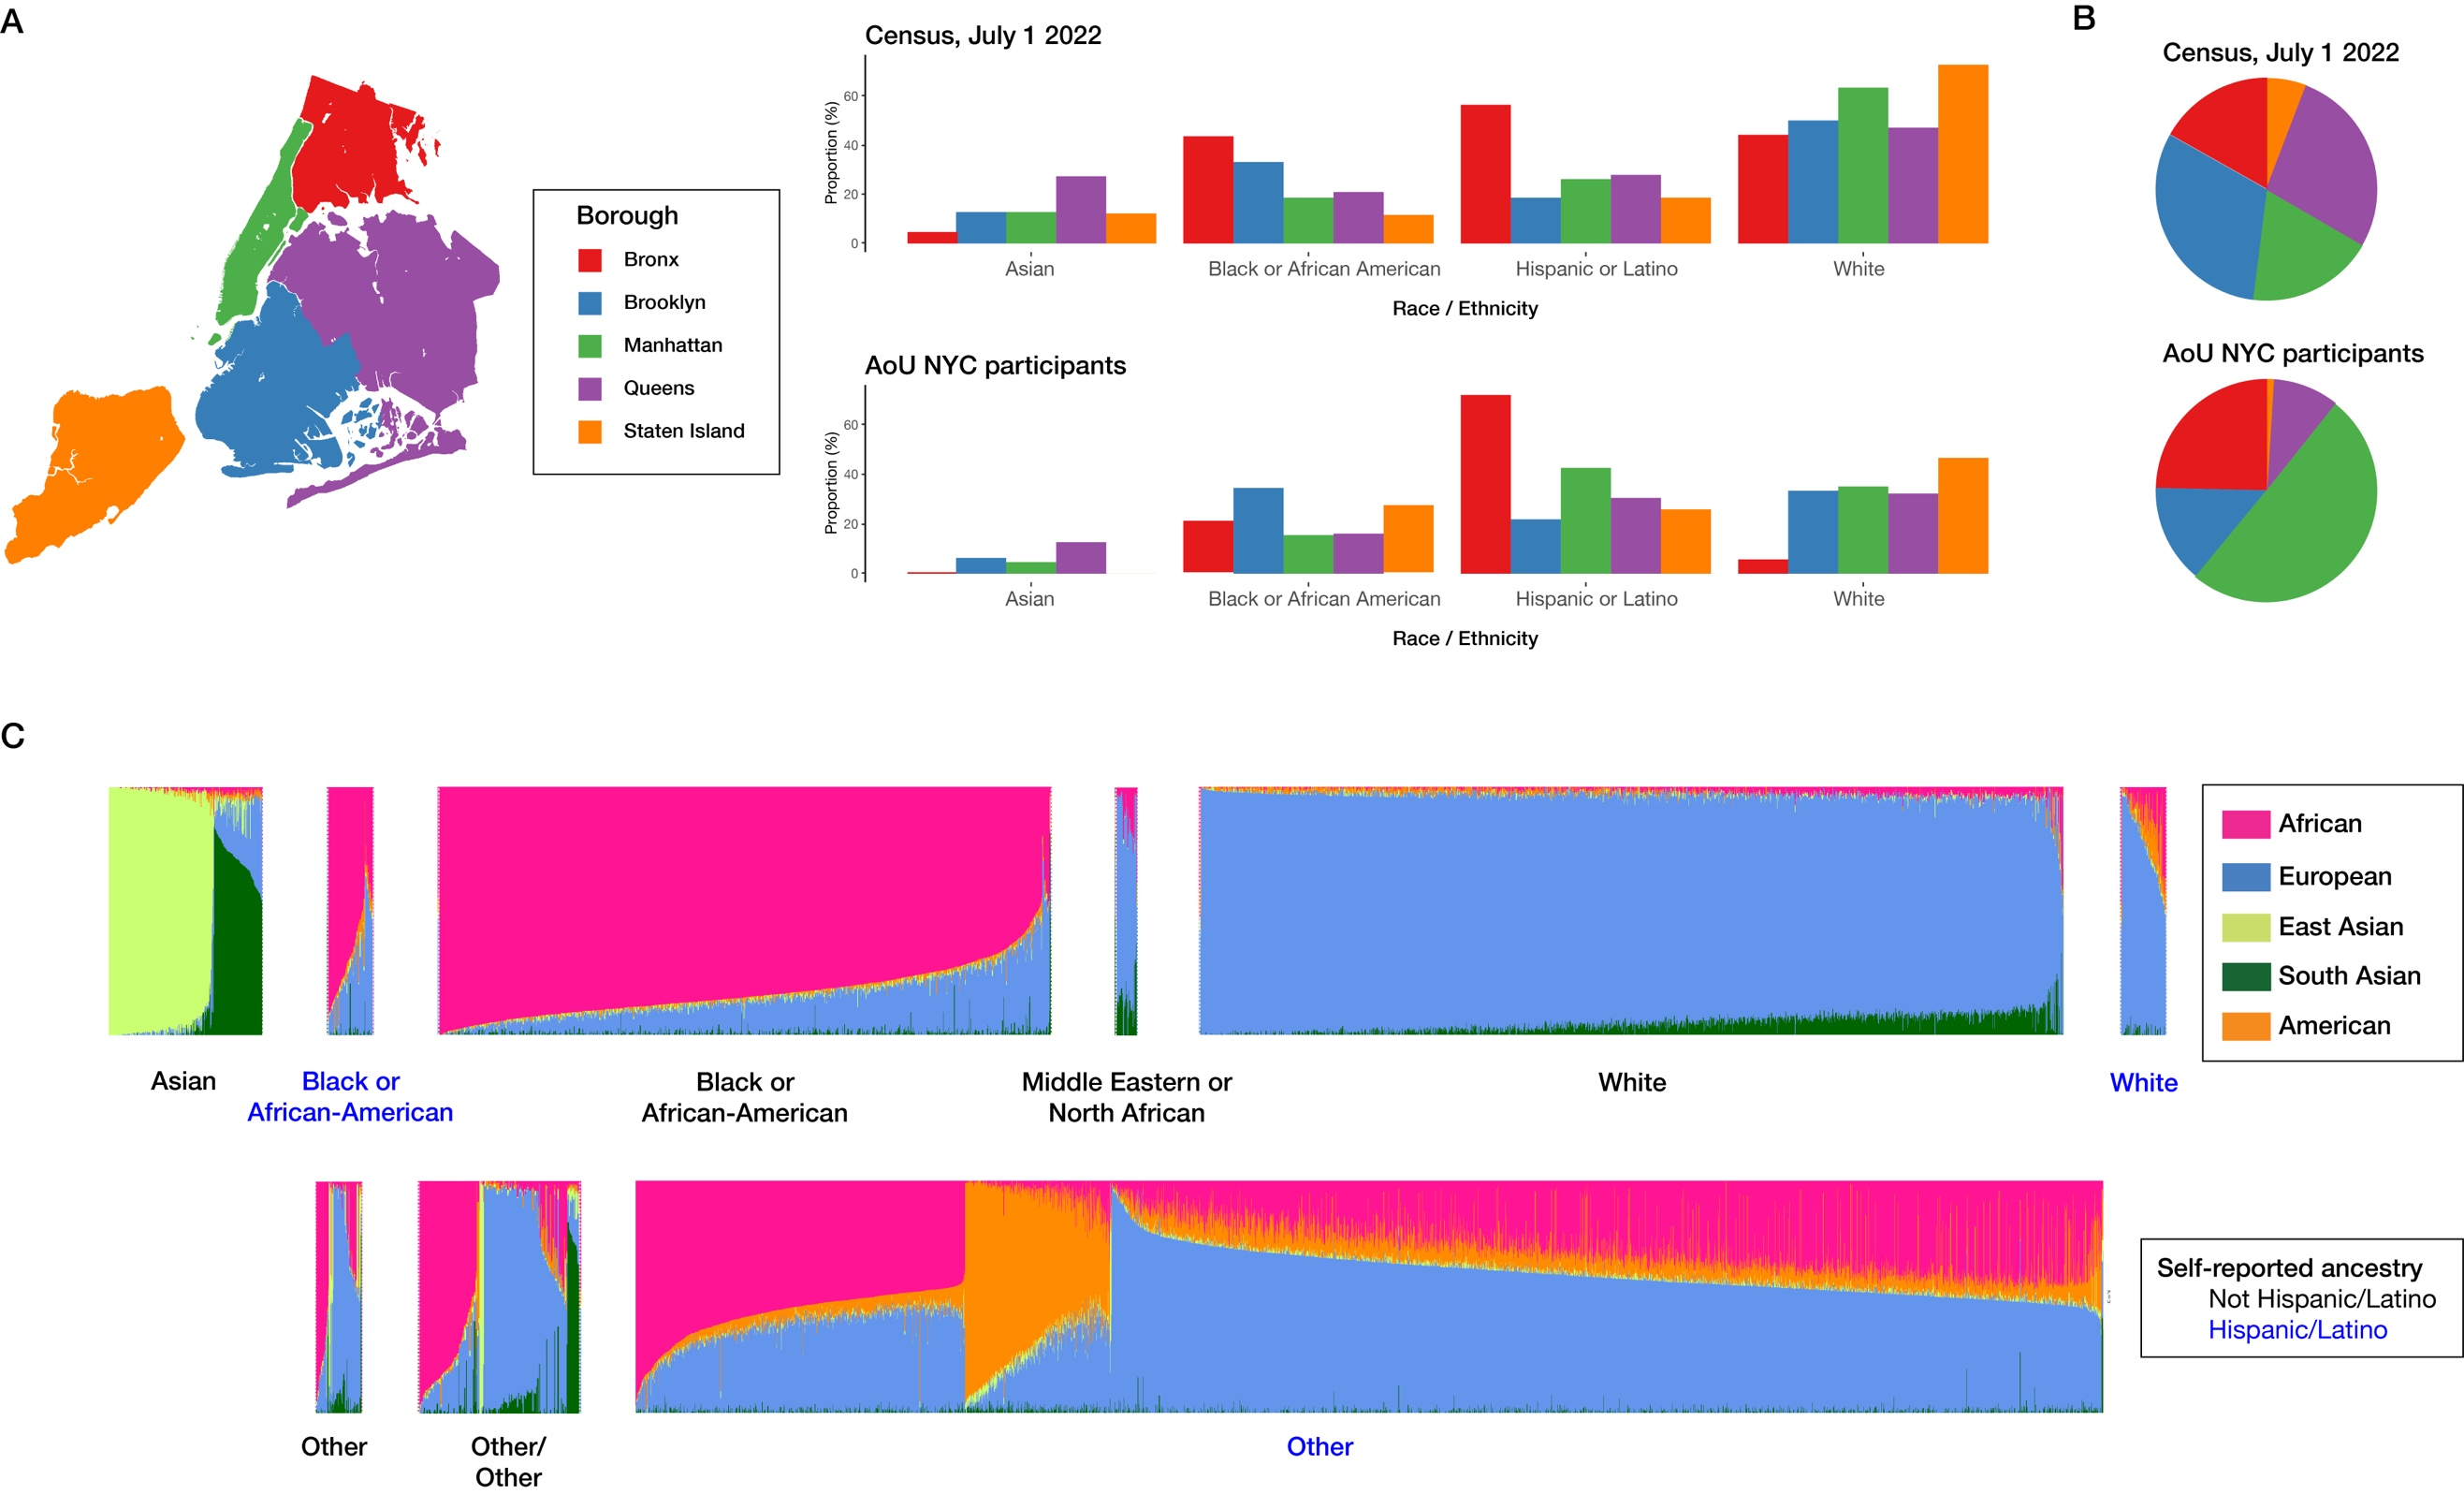 A
Borough
Bronx
Brooklyn
Manhattan
Queens
Staten Island
Census, July 1 2022
Proportion (%)
60
40
20
0
Asian
Black or African American
Hispanic or Latino
White
Race / Ethnicity
AoU NYC participants
Proportion (%)
60
40
20
0
Asian
Black or African American
Hispanic or Latino
White
Race / Ethnicity
B
Census, July 1 2022
AoU NYC participants
C
African
European
East Asian
South Asian
American
Asian
Black or
African-American
Black or
African-American
Middle Eastern or
North African
White
White
Other
Other/
Other
Other
Self-reported ancestry
Not Hispanic/Latino
Hispanic/Latino